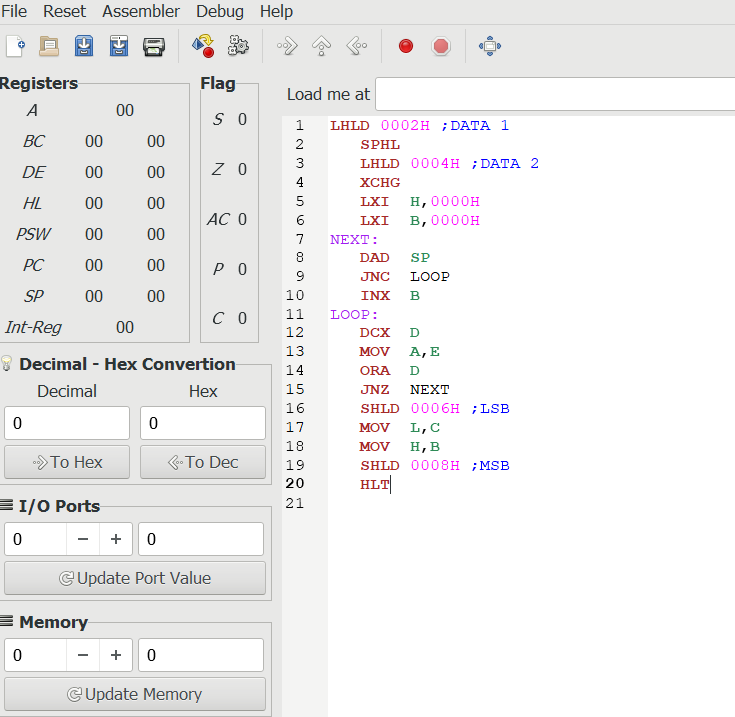 File Reset Assembler Debug Help
Registers
A 00
BC 00 00
DE 00 00
HL 00 00
PSW 00 00
PC 00 00
SP 00 00
Int-Reg 00
Flag
S 0
Z 0
AC 0
P 0
C 0
Decimal - Hex Convertion
Decimal Hex
0 0
To Hex To Dec
I/O Ports
0 − + 0
Update Port Value
Memory
0 − + 0
Update Memory
Load me at
1 LHLD 0002H ;DATA 1
2 SPHL
3 LHLD 0004H ;DATA 2
4 XCHG
5 LXI H,0000H
6 LXI B,0000H
7 NEXT:
8 DAD SP
9 JNC LOOP
10 INX B
11 LOOP:
12 DCX D
13 MOV A,E
14 ORA D
15 JNZ NEXT
16 SHLD 0006H ;LSB
17 MOV L,C
18 MOV H,B
19 SHLD 0008H ;MSB
20 HLT
21